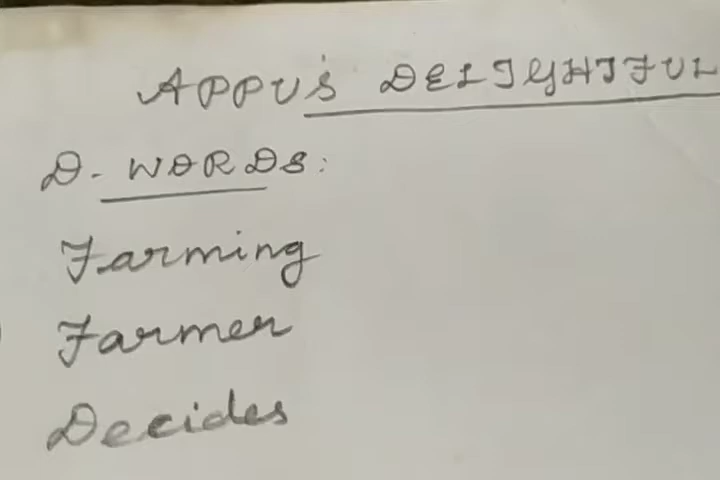 APPU'S DELIGHTFUL
D. WORDS:
Farming
Farmer
Decides